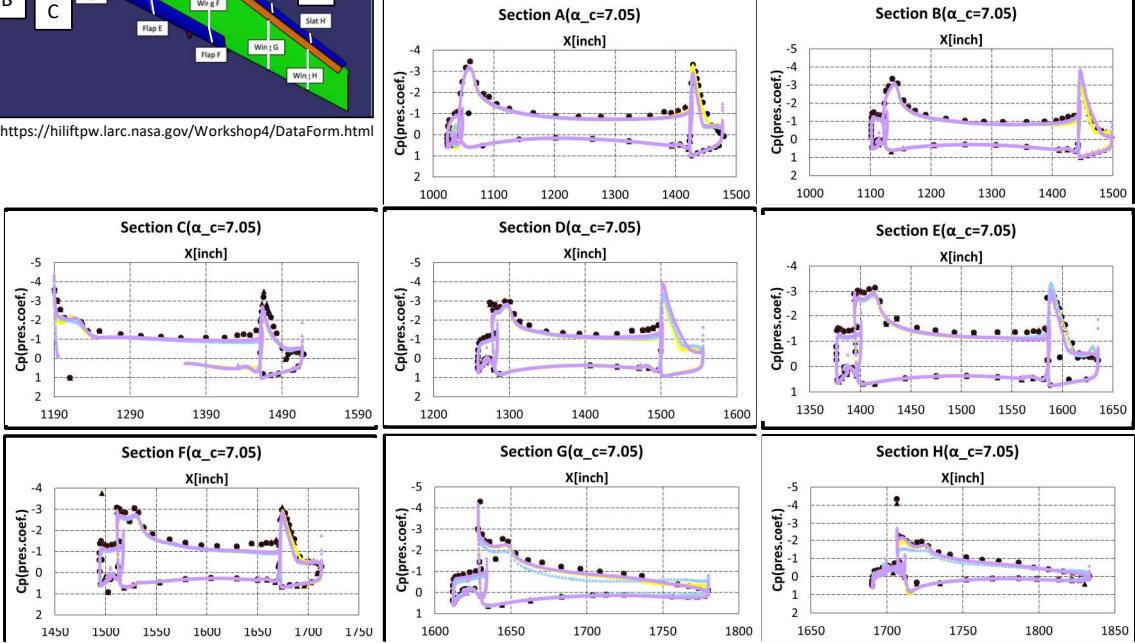 B
C
Wing F
Slat H
Flap E
Wing G
Flap F
Wing H
https://hiliftpw.larc.nasa.gov/Workshop4/DataForm.html
Section A(α_c=7.05)
X[inch]
Cp(pres.coef.)
-4
-3
-2
-1
0
1
2
1000 1100 1200 1300 1400 1500
Section B(α_c=7.05)
X[inch]
Cp(pres.coef.)
-5
-4
-3
-2
-1
0
1
2
1000 1100 1200 1300 1400 1500
Section C(α_c=7.05)
X[inch]
Cp(pres.coef.)
-5
-4
-3
-2
-1
0
1
2
1190 1290 1390 1490 1590
Section D(α_c=7.05)
X[inch]
Cp(pres.coef.)
-5
-4
-3
-2
-1
0
1
2
1200 1300 1400 1500 1600
Section E(α_c=7.05)
X[inch]
Cp(pres.coef.)
-4
-3
-2
-1
0
1
1350 1400 1450 1500 1550 1600 1650
Section F(α_c=7.05)
X[inch]
Cp(pres.coef.)
-4
-3
-2
-1
0
1
2
1450 1500 1550 1600 1650 1700 1750
Section G(α_c=7.05)
X[inch]
Cp(pres.coef.)
-5
-4
-3
-2
-1
0
1
1600 1650 1700 1750 1800
Section H(α_c=7.05)
X[inch]
Cp(pres.coef.)
-5
-4
-3
-2
-1
0
1
2
1650 1700 1750 1800 1850